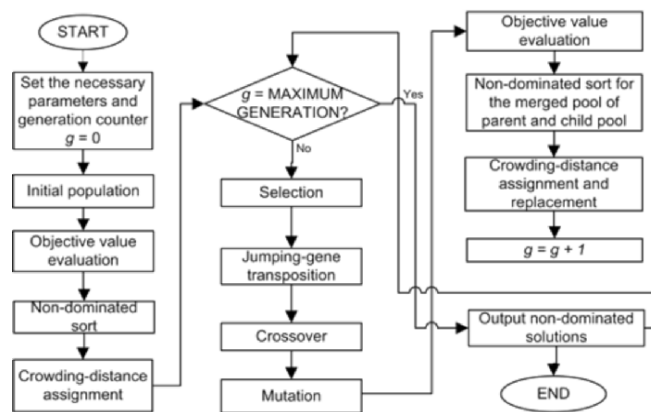 START
Set the necessary
parameters and
generation counter
g = 0
Initial population
Objective value
evaluation
Non-dominated
sort
Crowding-distance
assignment
g = MAXIMUM
GENERATION?
Yes
No
Selection
Jumping-gene
transposition
Crossover
Mutation
Objective value
evaluation
Non-dominated sort for
the merged pool of
parent and child pool
Crowding-distance
assignment and
replacement
g = g + 1
Output non-dominated
solutions
END